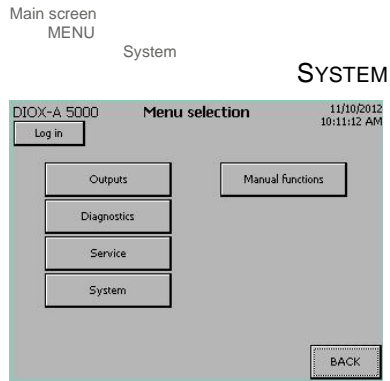 Main screen
MENU
System
SYSTEM
DIOX-A 5000 Menu selection 11/10/2012
Log in 10:11:12 AM
Outputs Manual functions
Diagnostics
Service
System
BACK